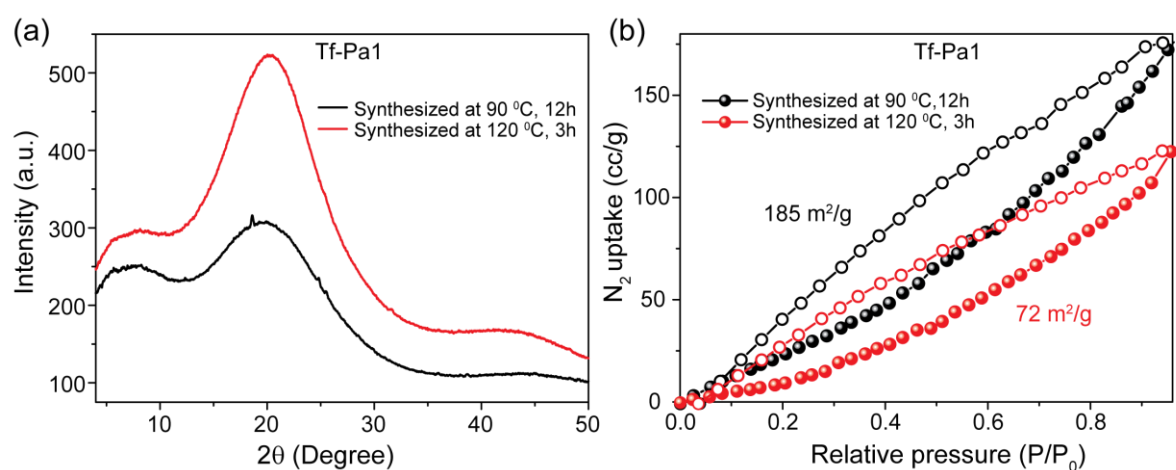 (a)
Tf-Pa1
Synthesized at 90 ⁰C, 12h
Synthesized at 120 ⁰C, 3h
Intensity (a.u.)
500
400
300
200
100
10 20 30 40 50
2θ (Degree)
(b)
Tf-Pa1
Synthesized at 90 ⁰C,12h
Synthesized at 120 ⁰C, 3h
185 m²/g
72 m²/g
N₂ uptake (cc/g)
150
100
50
0
0.0 0.2 0.4 0.6 0.8
Relative pressure (P/P₀)